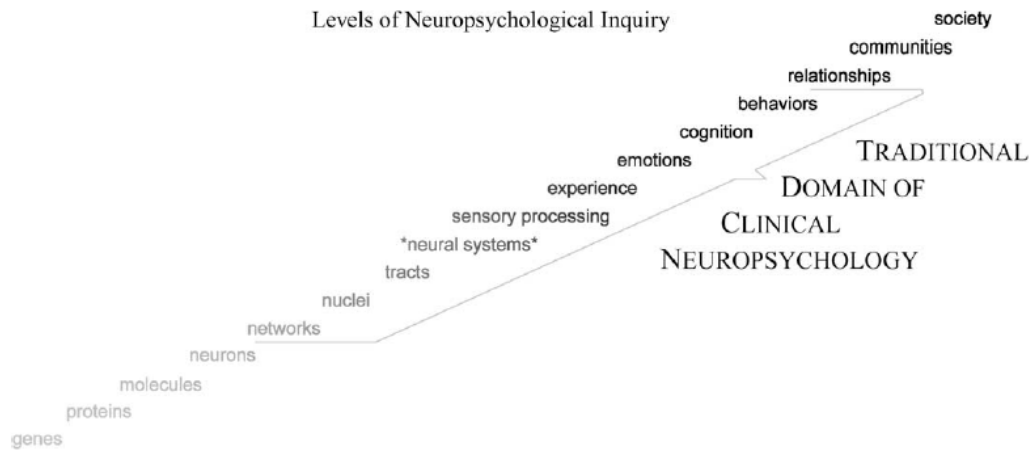 Levels of Neuropsychological Inquiry
society
communities
relationships
behaviors
cognition
emotions
experience
sensory processing
*neural systems*
tracts
nuclei
networks
neurons
molecules
proteins
genes
TRADITIONAL
DOMAIN OF
CLINICAL
NEUROPSYCHOLOGY